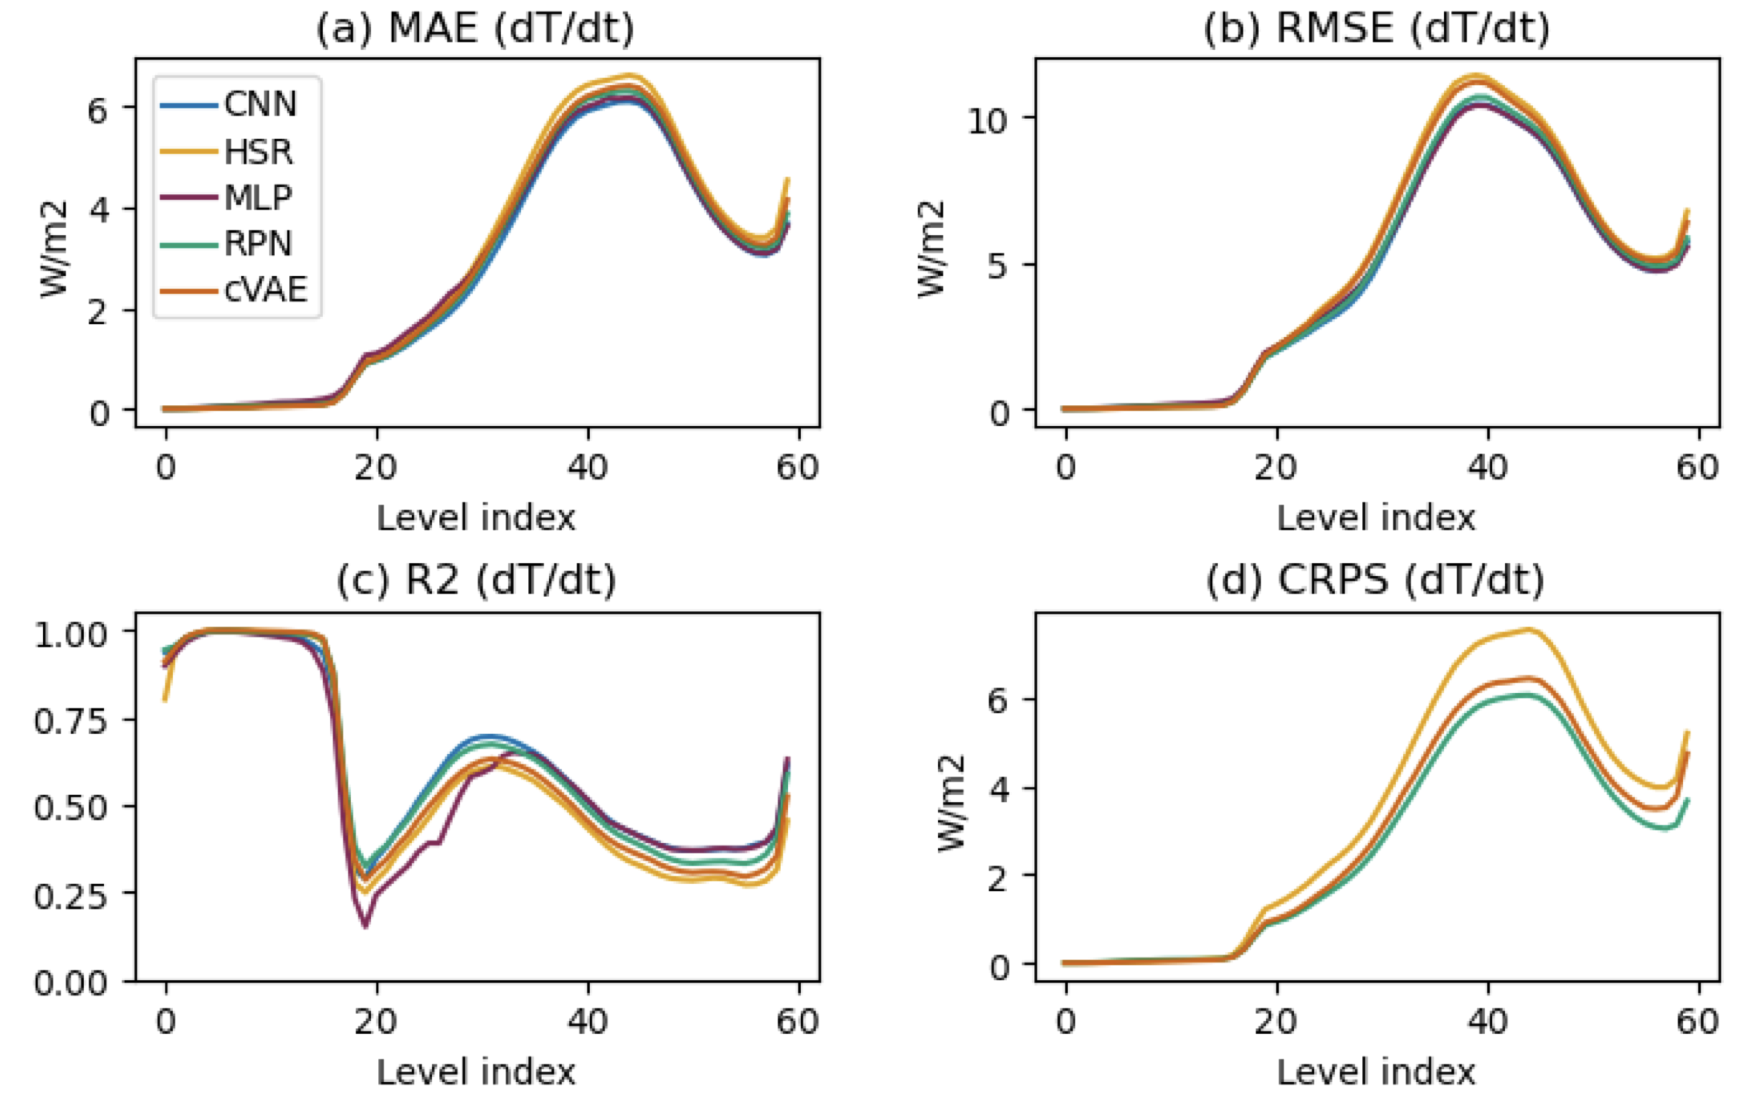 (a) MAE (dT/dt)
W/m2
6
4
2
0
CNN
HSR
MLP
RPN
cVAE
0 20 40 60
Level index
(b) RMSE (dT/dt)
W/m2
10
5
0
0 20 40 60
Level index
(c) R2 (dT/dt)
1.00
0.75
0.50
0.25
0.00
0 20 40 60
Level index
(d) CRPS (dT/dt)
W/m2
6
4
2
0
0 20 40 60
Level index